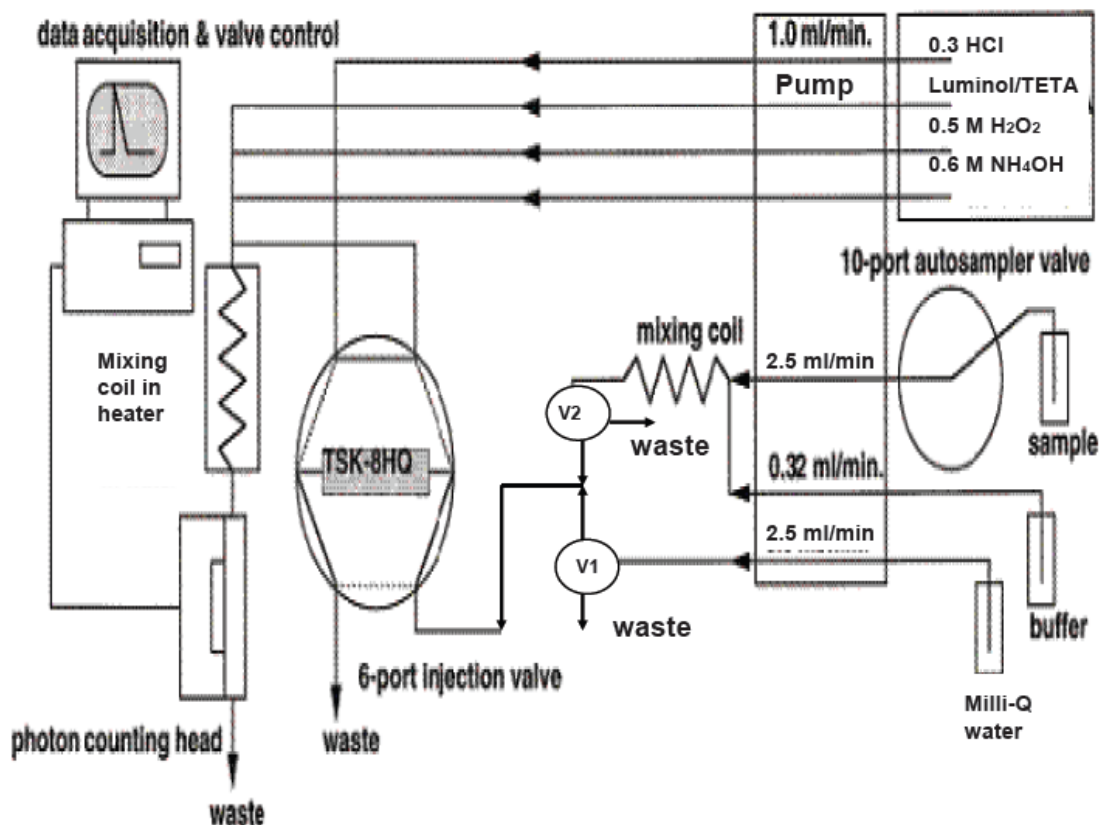 data acquisition & valve control
1.0 ml/min.
Pump
0.3 HCl
Luminol/TETA
0.5 M H₂O₂
0.6 M NH₄OH
10-port autosampler valve
mixing coil
2.5 ml/min
Mixing
coil in
heater
V2
waste
sample
TSK-8HQ
0.32 ml/min.
2.5 ml/min
V1
waste
buffer
6-port injection valve
Milli-Q
water
photon counting head
waste
waste